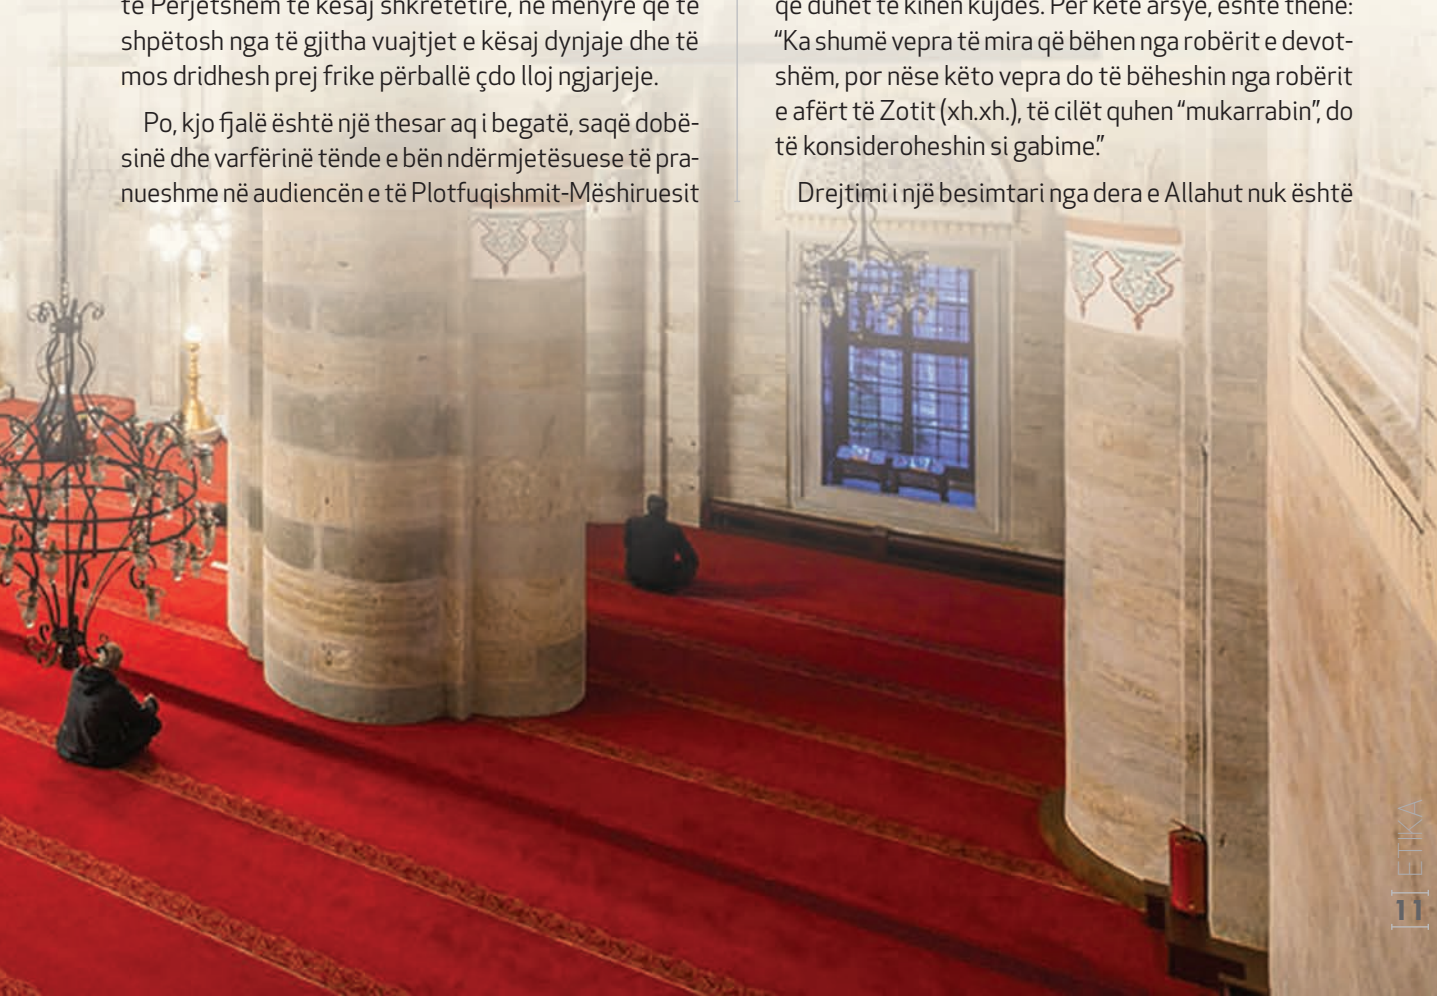 të Përjetshëm të kësaj shkretëtire, në mënyrë që të
shpëtosh nga të gjitha vuajtjet e kësaj dynjaje dhe të
mos dridhesh prej frike përballë çdo lloj ngjarjeje.
Po, kjo fjalë është një thesar aq i begatë, saqë dobë-
sinë dhe varfërinë tënde e bën ndërmjetësuese të pra-
nueshme në audiencën e të Plotfuqishmit-Mëshiruesit
që duhet të kihen kujdes. Për këtë arsye, është thënë:
“Ka shumë vepra të mira që bëhen nga robërit e devot-
shëm, por nëse këto vepra do të bëheshin nga robërit
e afërt të Zotit (xh.xh.), të cilët quhen “mukarrabin”, do
të konsideroheshin si gabime.”
Drejtimi i një besimtari nga dera e Allahut nuk është
[ 11 ] ETIKA